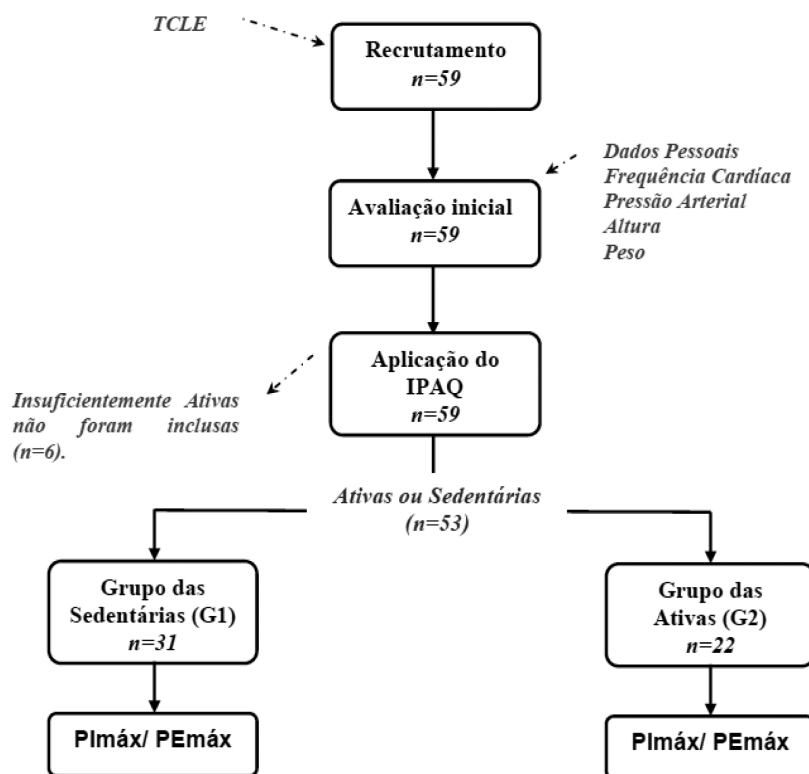 TCLE
Recrutamento
n=59
Dados Pessoais
Frequência Cardíaca
Pressão Arterial
Altura
Peso
Avaliação inicial
n=59
Aplicação do
IPAQ
n=59
Insuficientemente Ativas
não foram inclusas
(n=6).
Ativas ou Sedentárias
(n=53)
Grupo das
Sedentárias (G1)
n=31
Grupo das
Ativas (G2)
n=22
PImáx/ PEmáx
PImáx/ PEmáx